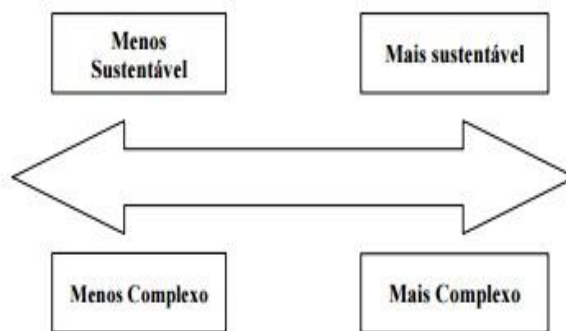 Menos
Sustentável
Mais sustentável
Menos Complexo
Mais Complexo